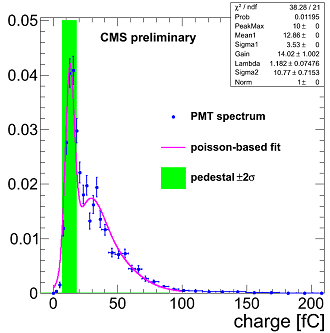 χ² / ndf 38.28 / 21
Prob 0.01195
PeakMax 10 ± 0
Mean1 12.86 ± 0
Sigma1 3.53 ± 0
Gain 14.02 ± 1.002
Lambda 1.182 ± 0.07476
Sigma2 10.77 ± 0.7153
Norm 1 ± 0
CMS preliminary
PMT spectrum
poisson-based fit
pedestal ±2σ
0.05
0.04
0.03
0.02
0.01
0.00
0 50 100 150 200
charge [fC]